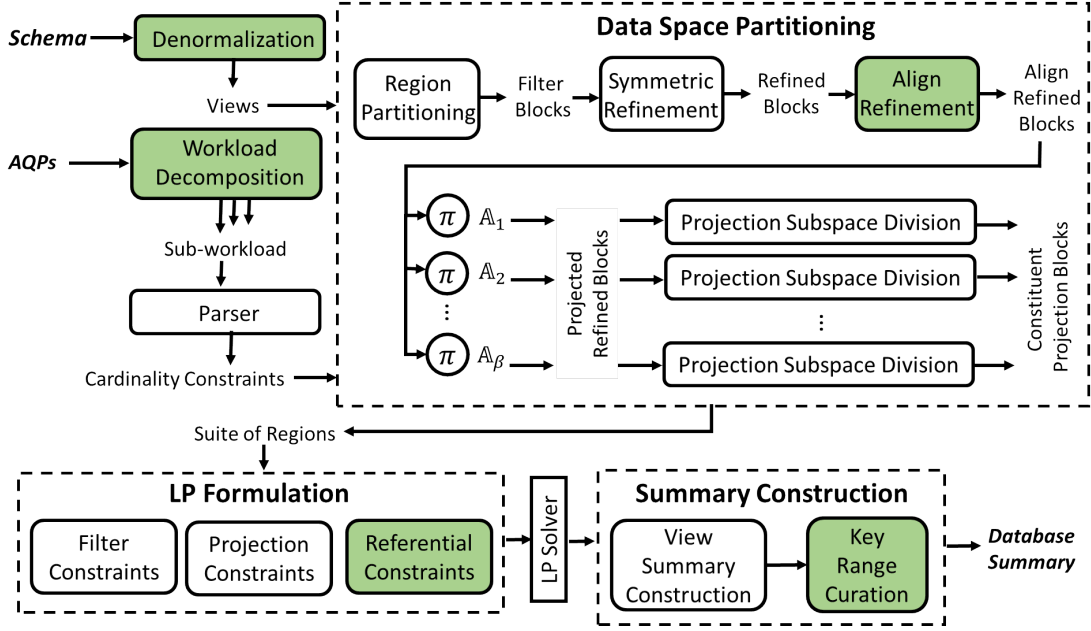 Schema
Denormalization
Views
AQPs
Workload
Decomposition
Sub-workload
Parser
Cardinality Constraints
Data Space Partitioning
Region
Partitioning
Filter
Blocks
Symmetric
Refinement
Refined
Blocks
Align
Refinement
Align
Refined
Blocks
π 𝔸1
π 𝔸2
⋮
π 𝔸β
Projected
Refined Blocks
Projection Subspace Division
Projection Subspace Division
⋮
Projection Subspace Division
Constituent
Projection Blocks
Suite of Regions
LP Formulation
Filter
Constraints
Projection
Constraints
Referential
Constraints
LP Solver
Summary Construction
View
Summary
Construction
Key
Range
Curation
Database
Summary